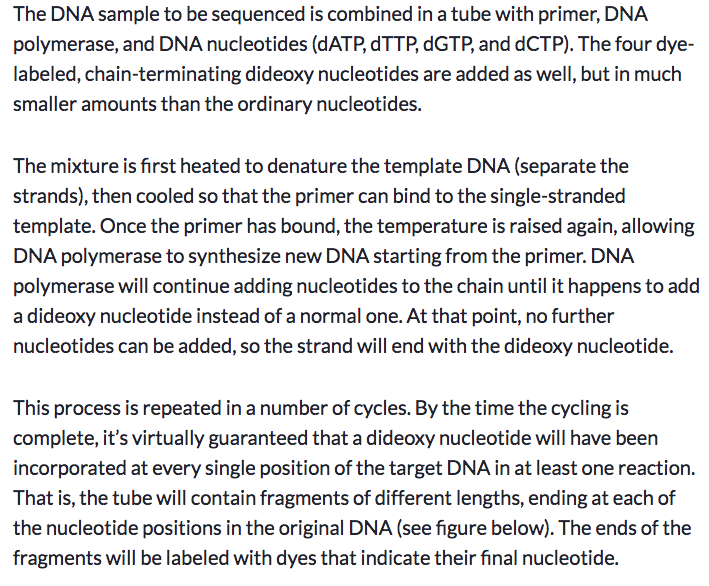 The DNA sample to be sequenced is combined in a tube with primer, DNA
polymerase, and DNA nucleotides (dATP, dTTP, dGTP, and dCTP). The four dye-
labeled, chain-terminating dideoxy nucleotides are added as well, but in much
smaller amounts than the ordinary nucleotides.
The mixture is first heated to denature the template DNA (separate the
strands), then cooled so that the primer can bind to the single-stranded
template. Once the primer has bound, the temperature is raised again, allowing
DNA polymerase to synthesize new DNA starting from the primer. DNA
polymerase will continue adding nucleotides to the chain until it happens to add
a dideoxy nucleotide instead of a normal one. At that point, no further
nucleotides can be added, so the strand will end with the dideoxy nucleotide.
This process is repeated in a number of cycles. By the time the cycling is
complete, it’s virtually guaranteed that a dideoxy nucleotide will have been
incorporated at every single position of the target DNA in at least one reaction.
That is, the tube will contain fragments of different lengths, ending at each of
the nucleotide positions in the original DNA (see figure below). The ends of the
fragments will be labeled with dyes that indicate their final nucleotide.